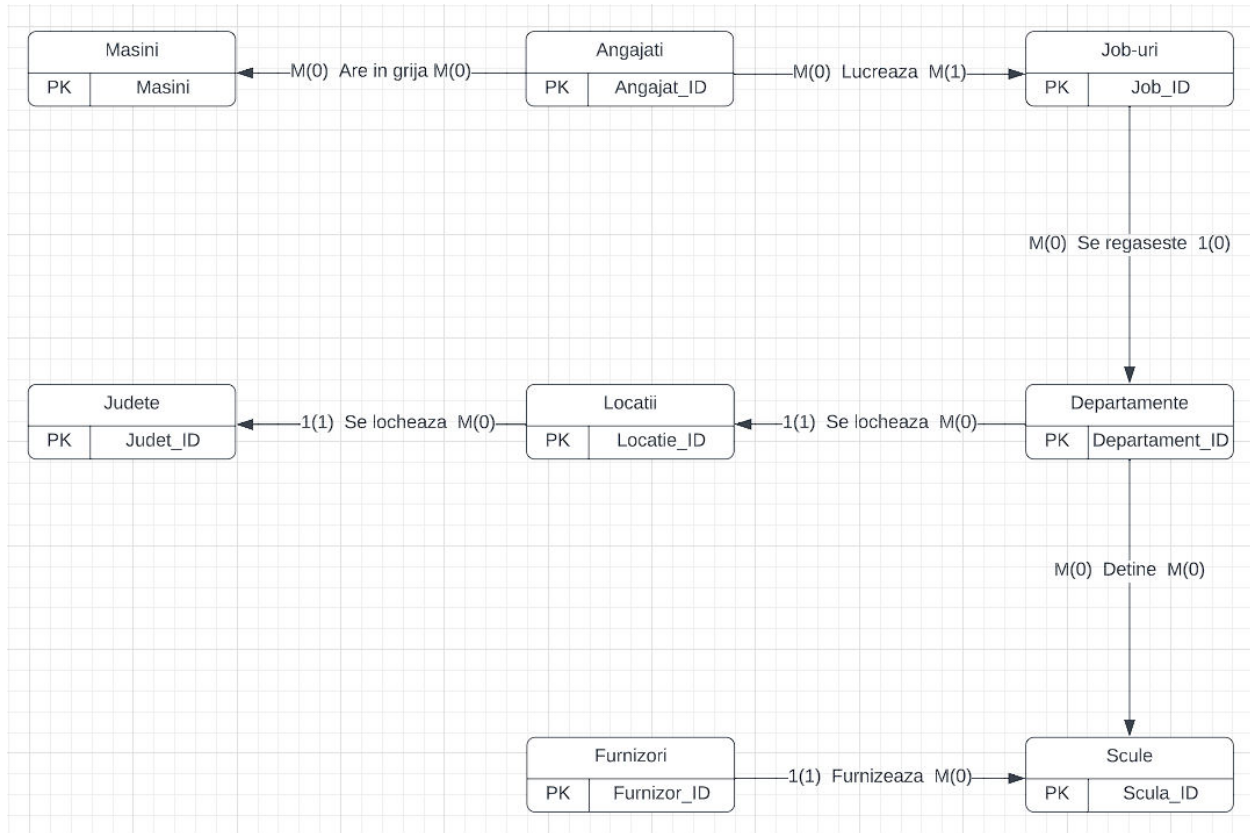 Masini
PK Masini
M(0) Are in grija M(0)
Angajati
PK Angajat_ID
M(0) Lucreaza M(1)
Job-uri
PK Job_ID
M(0) Se regaseste 1(0)
Judete
PK Judet_ID
1(1) Se locheaza M(0)
Locatii
PK Locatie_ID
1(1) Se locheaza M(0)
Departamente
PK Departament_ID
M(0) Detine M(0)
Furnizori
PK Furnizor_ID
1(1) Furnizeaza M(0)
Scule
PK Scula_ID